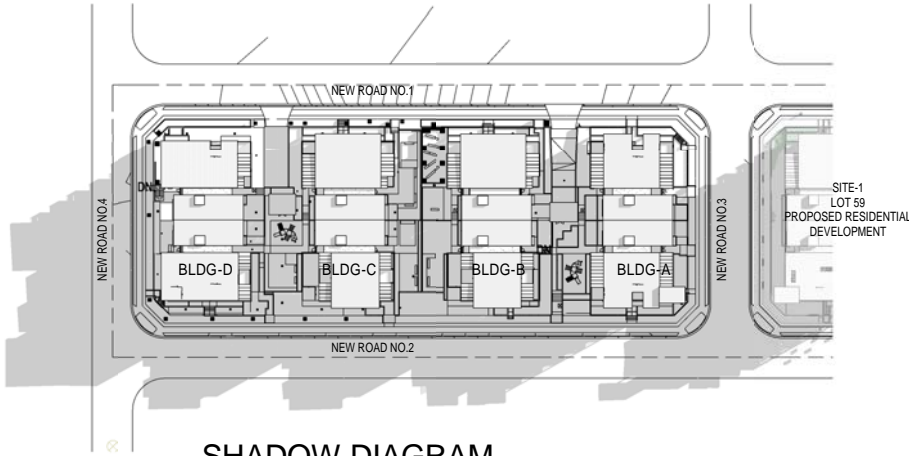 NEW ROAD NO.1
DN
NEW ROAD NO.4
BLDG-D
BLDG-C
BLDG-B
BLDG-A
DN
NEW ROAD NO.3
SITE-1
LOT 59
PROPOSED RESIDENTIAL
DEVELOPMENT
NEW ROAD NO.2
SHADOW DIAGRAM